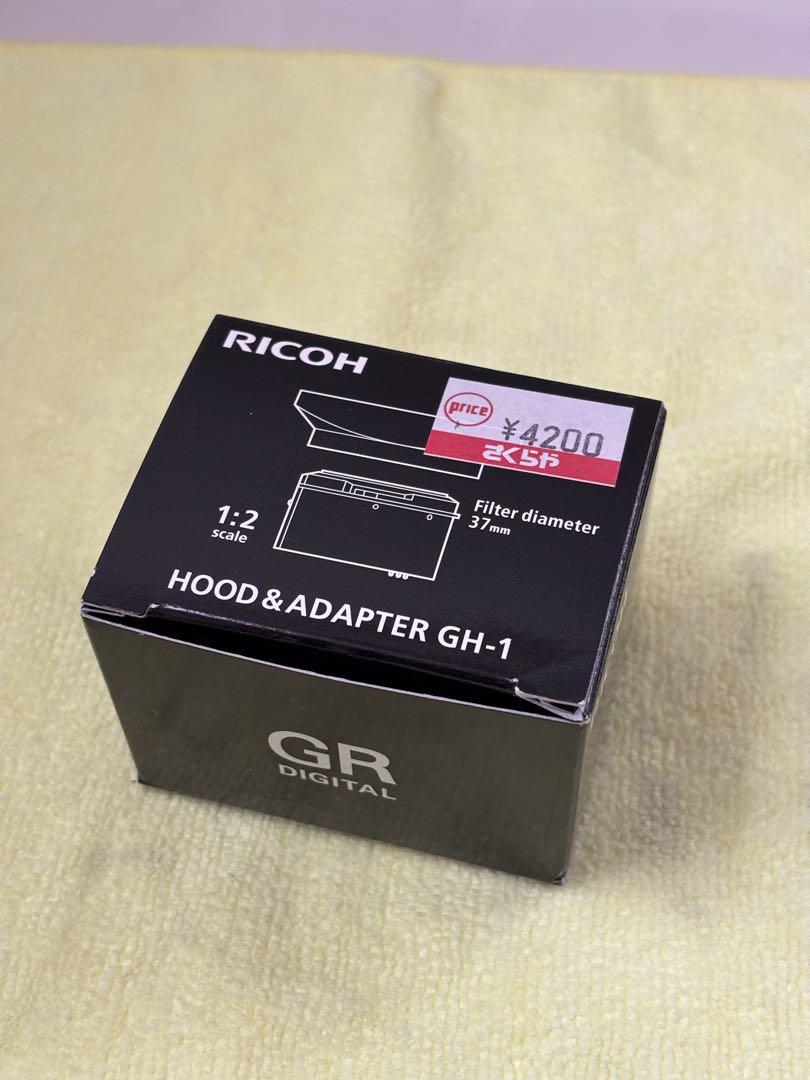 RICOH
price
¥4200
さくらや
Filter diameter
37mm
1:2
scale
HOOD & ADAPTER GH-1
GR
DIGITAL